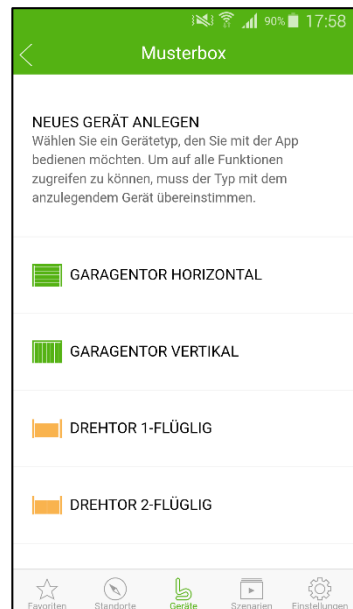 90% 17:58
Musterbox
NEUES GERÄT ANLEGEN
Wählen Sie ein Gerätetyp, den Sie mit der App
bedienen möchten. Um auf alle Funktionen
zugreifen zu können, muss der Typ mit dem
anzulegendem Gerät übereinstimmen.
GARAGENTOR HORIZONTAL
GARAGENTOR VERTIKAL
DREHTOR 1-FLÜGLIG
DREHTOR 2-FLÜGLIG
Favoriten Standorte Geräte Szenarien Einstellungen